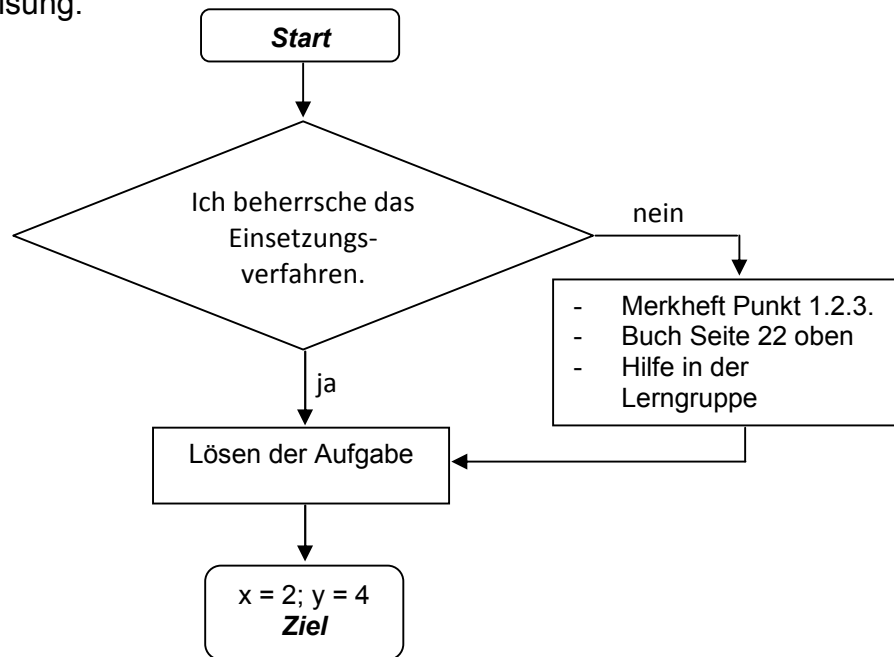 Start
Ich beherrsche das
Einsetzungs-
verfahren.
nein
- Merkheft Punkt 1.2.3.
- Buch Seite 22 oben
- Hilfe in der
Lerngruppe
ja
Lösen der Aufgabe
x = 2; y = 4
Ziel